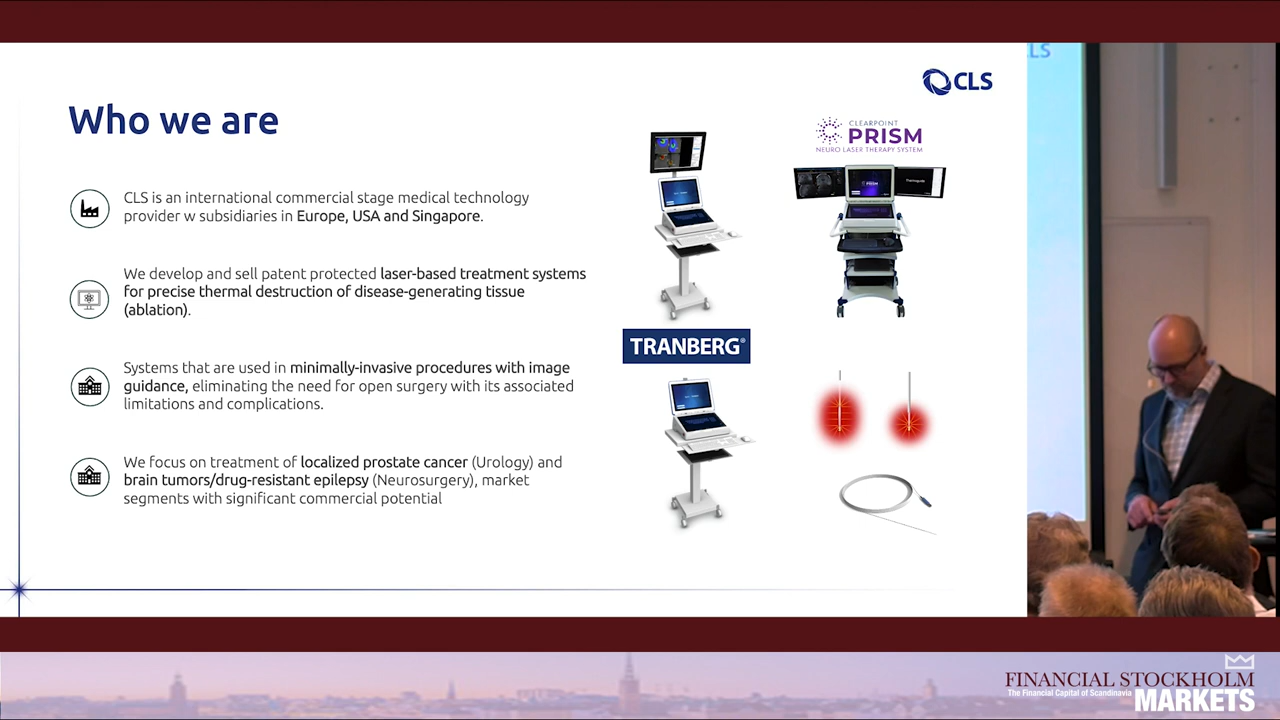 LS
CLS
Who we are
CLS is an international commercial stage medical technology
provider w subsidiaries in Europe, USA and Singapore.
We develop and sell patent protected laser-based treatment systems
for precise thermal destruction of disease-generating tissue
(ablation).
Systems that are used in minimally-invasive procedures with image
guidance, eliminating the need for open surgery with its associated
limitations and complications.
We focus on treatment of localized prostate cancer (Urology) and
brain tumors/drug-resistant epilepsy (Neurosurgery), market
segments with significant commercial potential
CLEARPOINT
PRISM
NEURO LASER THERAPY SYSTEM
PRISM
TRANBERG®
FINANCIAL STOCKHOLM
The Financial Capital of Scandinavia
MARKETS